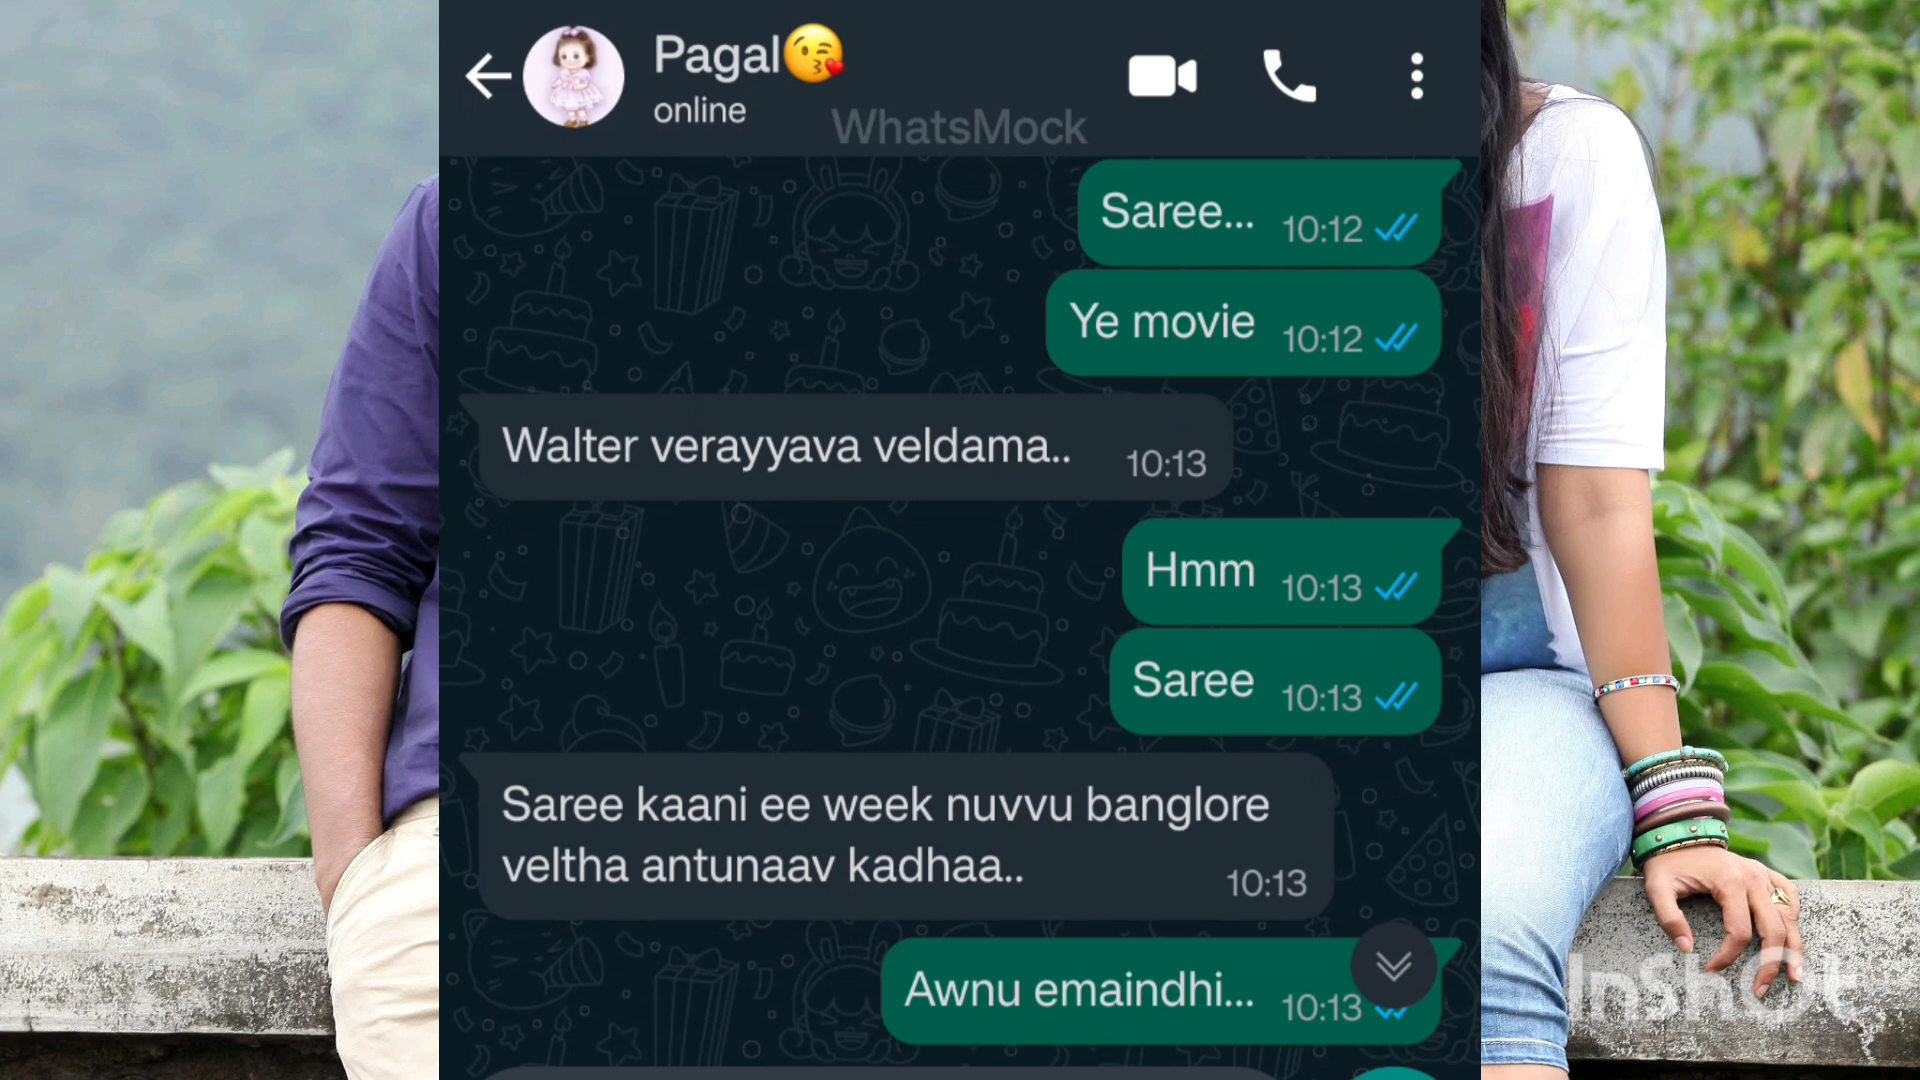 Pagal😘
online
WhatsMock
Saree... 10:12
Ye movie 10:12
Walter verayyava veldama.. 10:13
Hmm 10:13
Saree 10:13
Saree kaani ee week nuvvu banglore
veltha antunaav kadhaa.. 10:13
Awnu emaindhi... 10:13
InShOt